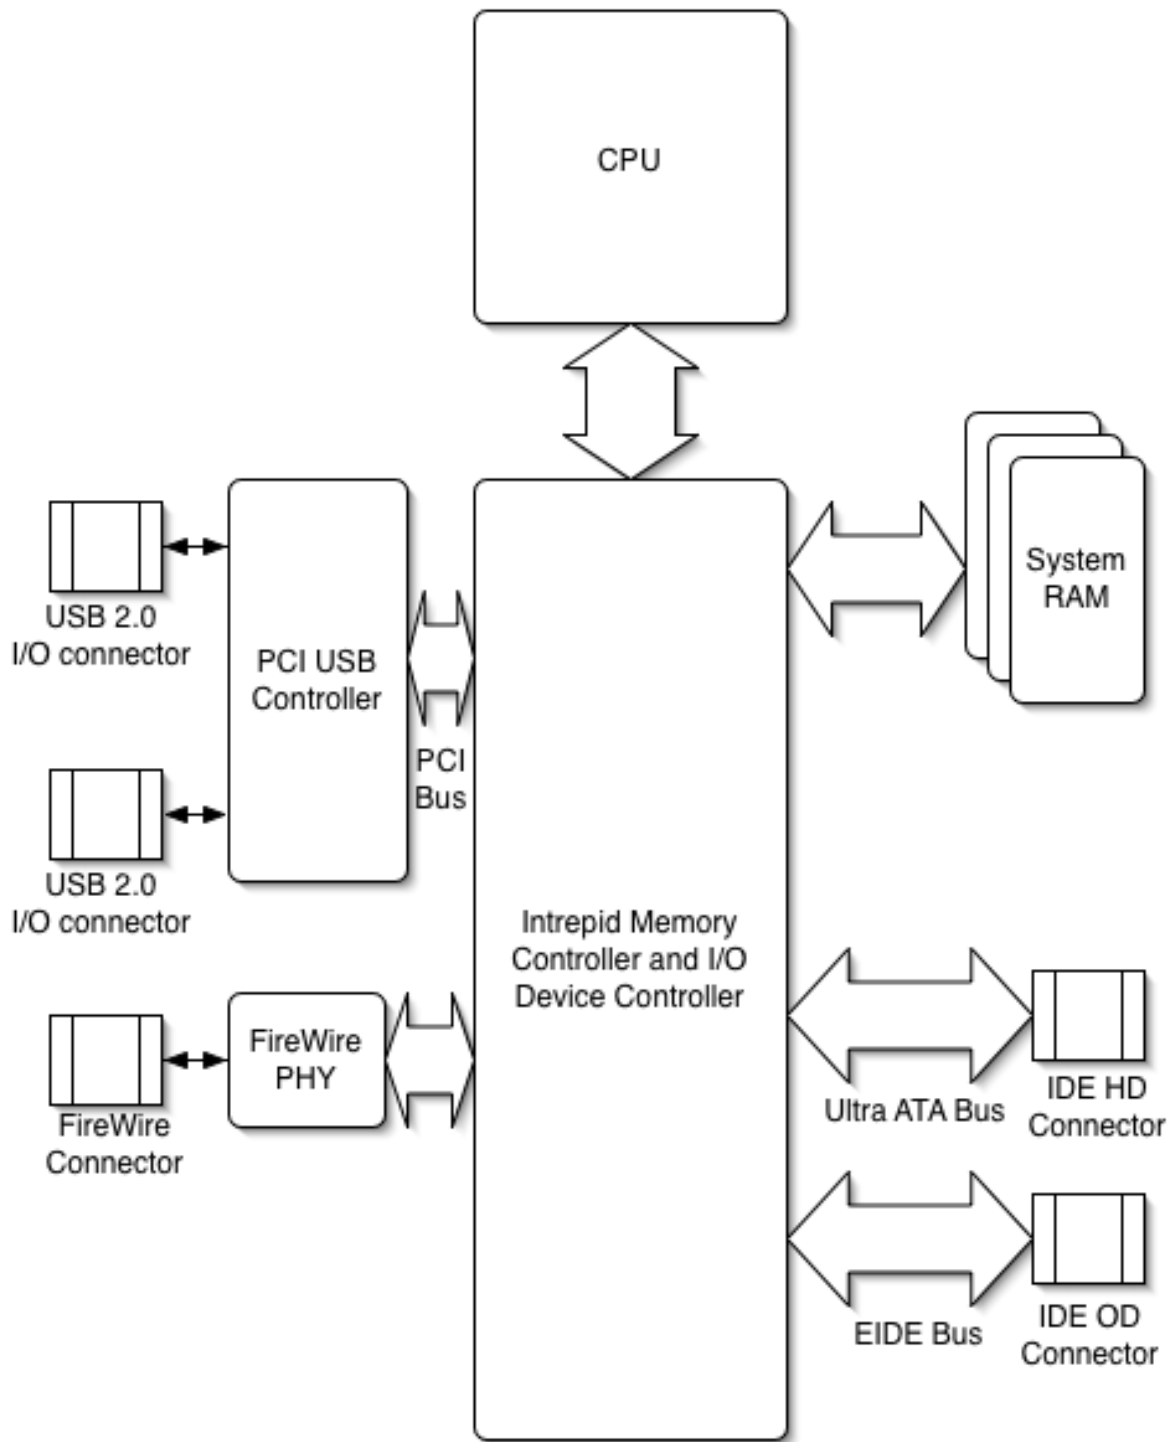 CPU
System
RAM
USB 2.0
I/O connector
PCI USB
Controller
PCI
Bus
USB 2.0
I/O connector
Intrepid Memory
Controller and I/O
Device Controller
FireWire
PHY
FireWire
Connector
Ultra ATA Bus
IDE HD
Connector
EIDE Bus
IDE OD
Connector